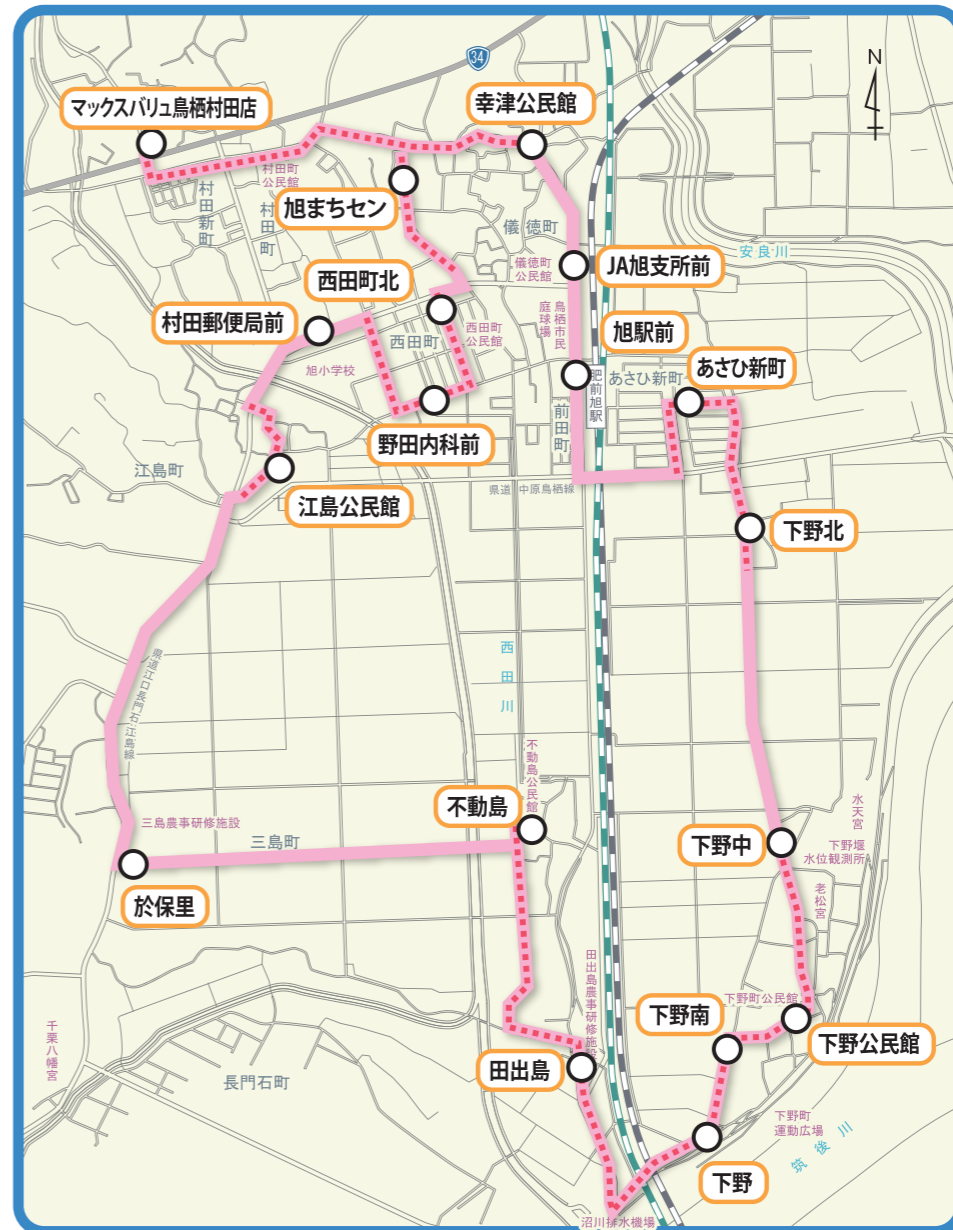 34
N
マックスバリュ鳥栖村田店
幸津公民館
村田町
公民館
村田新町
村田町
旭まちセン
儀徳町
安良川
儀徳町
公民館
JA旭支所前
西田町北
村田郵便局前
鳥栖市民
庭球場
旭駅前
西田町
西田町
公民館
旭小学校
肥前旭駅
あさひ新町
あさひ新町
前田町
野田内科前
江島町
江島公民館
県道 中原鳥栖線
下野北
西田川
県道江口長門石江島線
不動島公民館
不動島
水天宮
三島農事研修施設
三島町
下野中
下野堰
水位観測所
於保里
老松宮
田出島農事研修施設
下野町公民館
下野南
下野公民館
千栗八幡宮
田出島
長門石町
下野町
運動広場
筑後川
下野
沼川排水機場